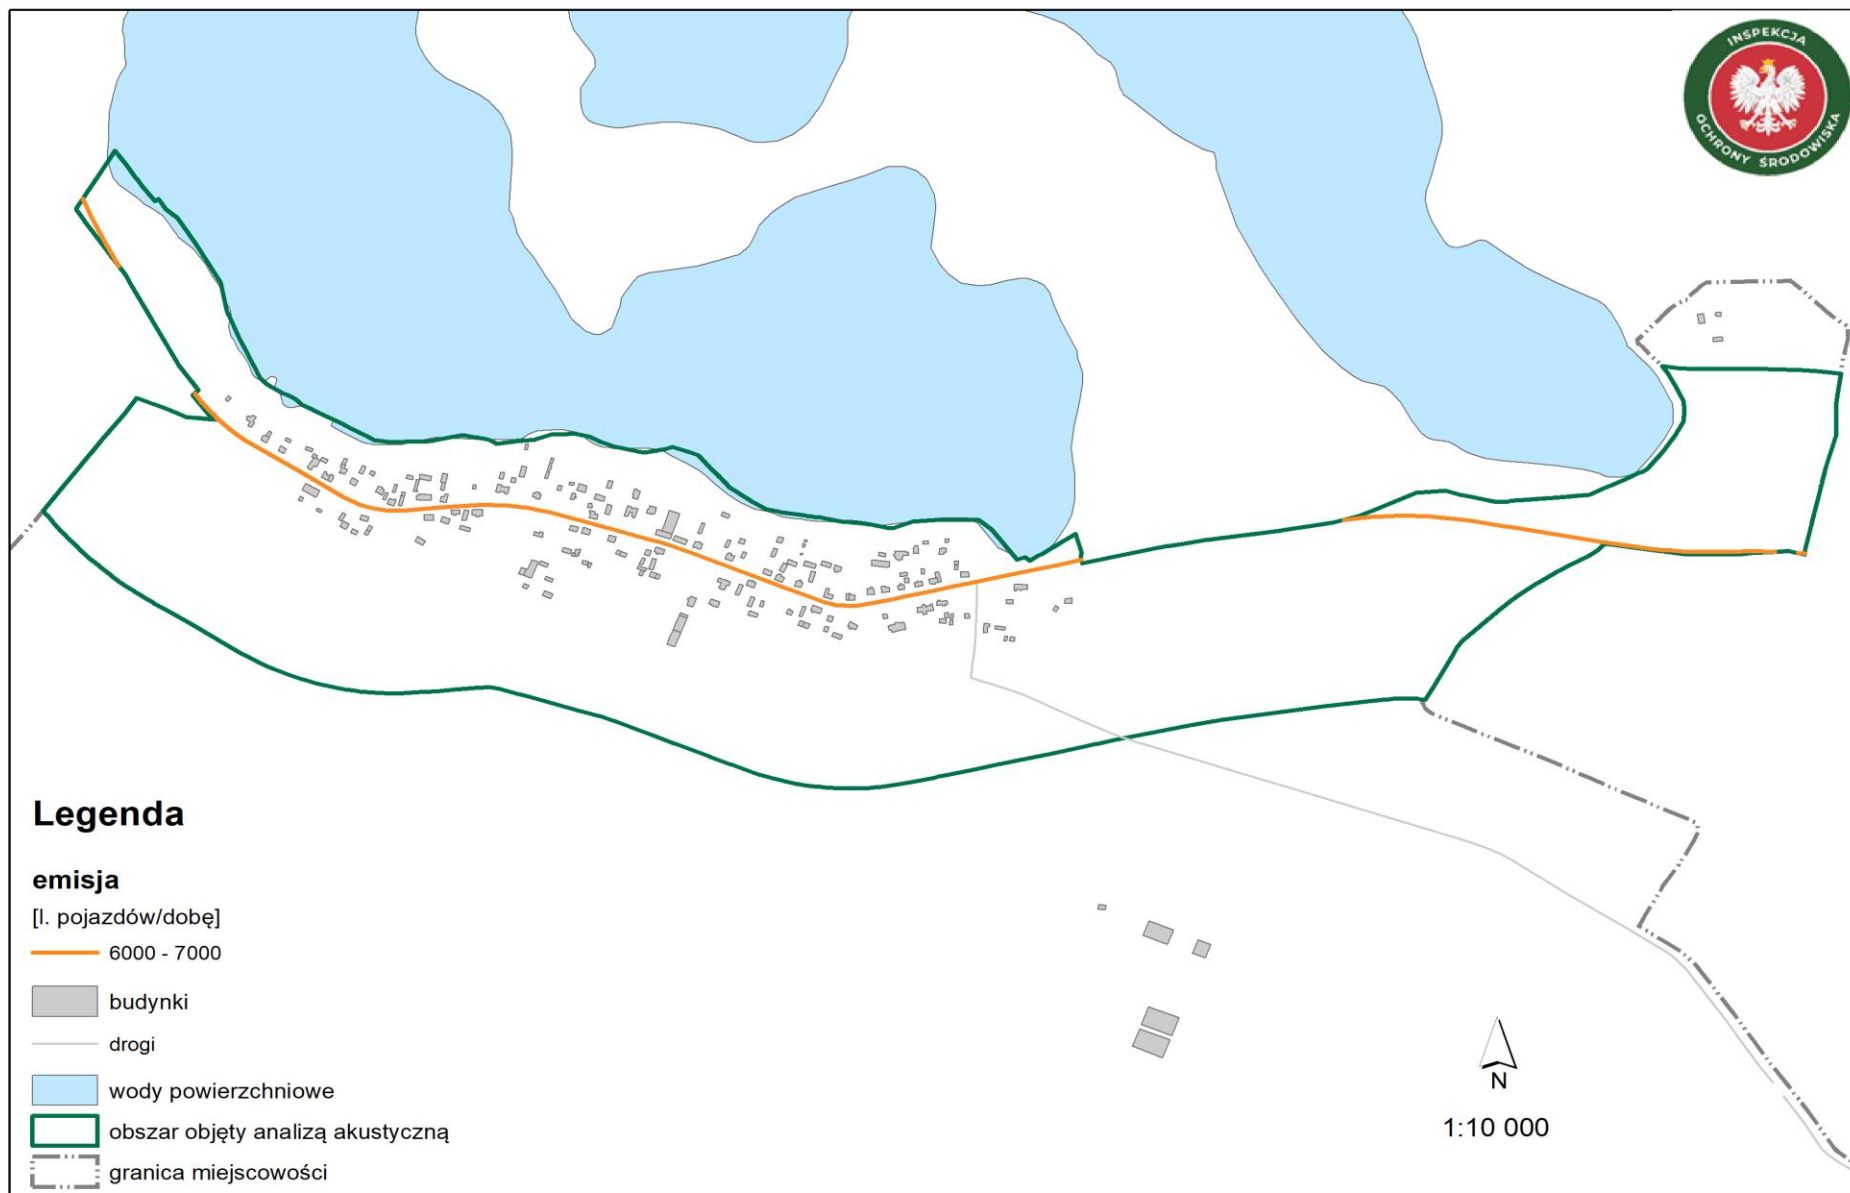 INSPEKCJA
OCHRONY ŚRODOWISKA
Legenda
emisja
[l. pojazdów/dobę]
6000 - 7000
budynki
drogi
wody powierzchniowe
obszar objęty analizą akustyczną
granica miejscowości
N
1:10 000